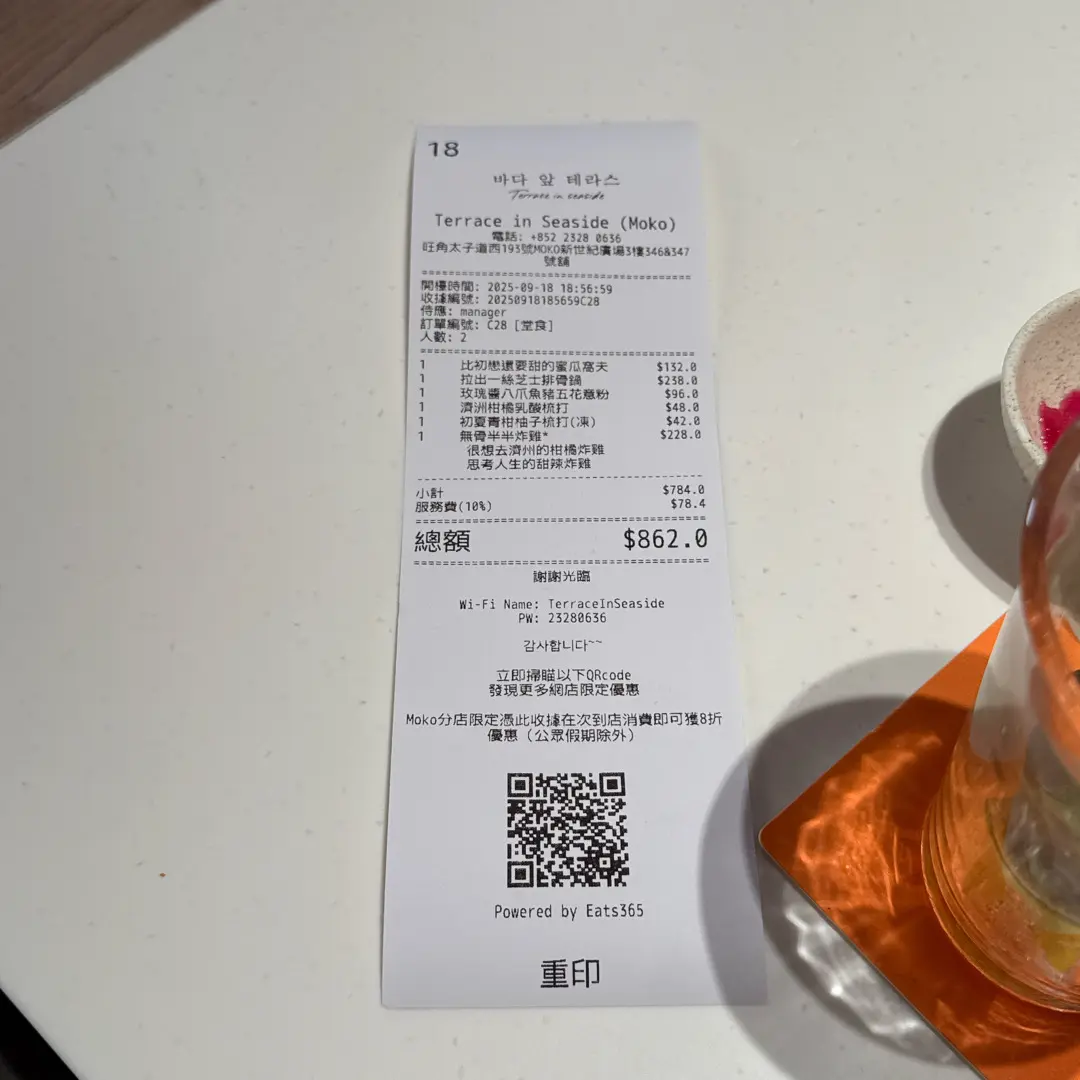 18
바다 앞 테라스
Terrace in seaside
Terrace in Seaside (Moko)
電話: +852 2328 0636
旺角太子道西193號MOKO新世紀廣場3樓346&347
號舖
開檯時間: 2025-09-18 18:56:59
收據編號: 20250918185659C28
侍應: manager
訂單編號: C28 [堂食]
人數: 2
1 比初戀還要甜的蜜瓜窩夫 $132.0
1 拉出一絲芝士排骨鍋 $238.0
1 玫瑰醬八爪魚豬五花意粉 $96.0
1 濟洲柑橘乳酸梳打 $48.0
1 初夏青柑柚子梳打(凍) $42.0
1 無骨半半炸雞* $228.0
很想去濟州的柑橘炸雞
思考人生的甜辣炸雞
小計 $784.0
服務費(10%) $78.4
總額 $862.0
謝謝光臨
Wi-Fi Name: TerraceInSeaside
PW: 23280636
감사합니다~~
立即掃瞄以下QRcode
發現更多網店限定優惠
Moko分店限定憑此收據在次到店消費即可獲8折
優惠（公眾假期除外）
Powered by Eats365
重印